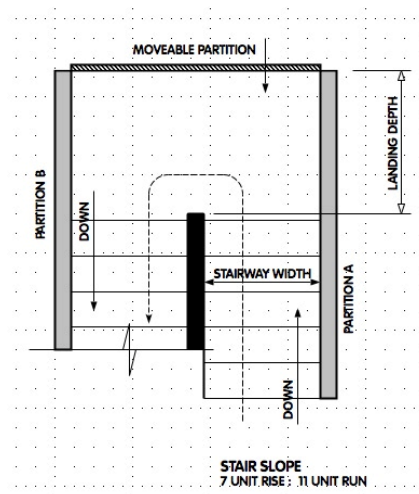 MOVEABLE PARTITION
LANDING DEPTH
PARTITION B
DOWN
STAIRWAY WIDTH
PARTITION A
DOWN
STAIR SLOPE
7 UNIT RISE : 11 UNIT RUN